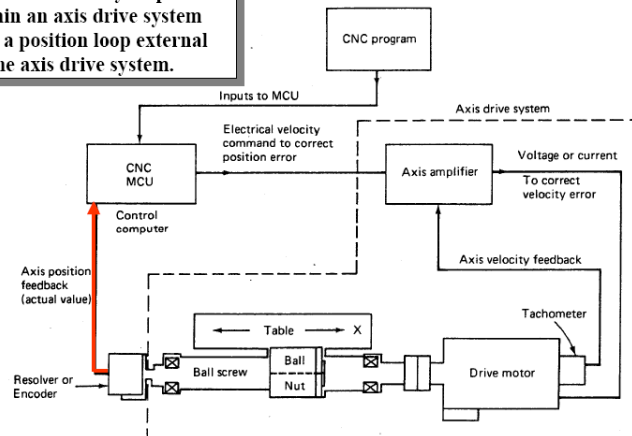 in an axis drive system
a position loop external
e axis drive system.
CNC program
Inputs to MCU
Axis drive system
Electrical velocity
command to correct
position error
CNC
MCU
Axis amplifier
Voltage or current
To correct
velocity error
Control
computer
Axis position
feedback
(actual value)
Axis velocity feedback
Tachometer
Table
X
Ball
Nut
Ball screw
Drive motor
Resolver or
Encoder